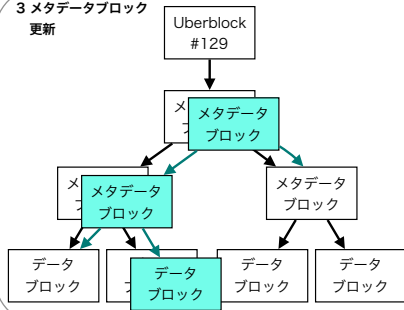 3 メタデータブロック
更新
Uberblock
#129
メ
メタデータ
ブロック
メ
メタデータ
ブロック
メタデータ
ブロック
データ
ブロック
データ
ブロック
データ
ブロック
データ
ブロック